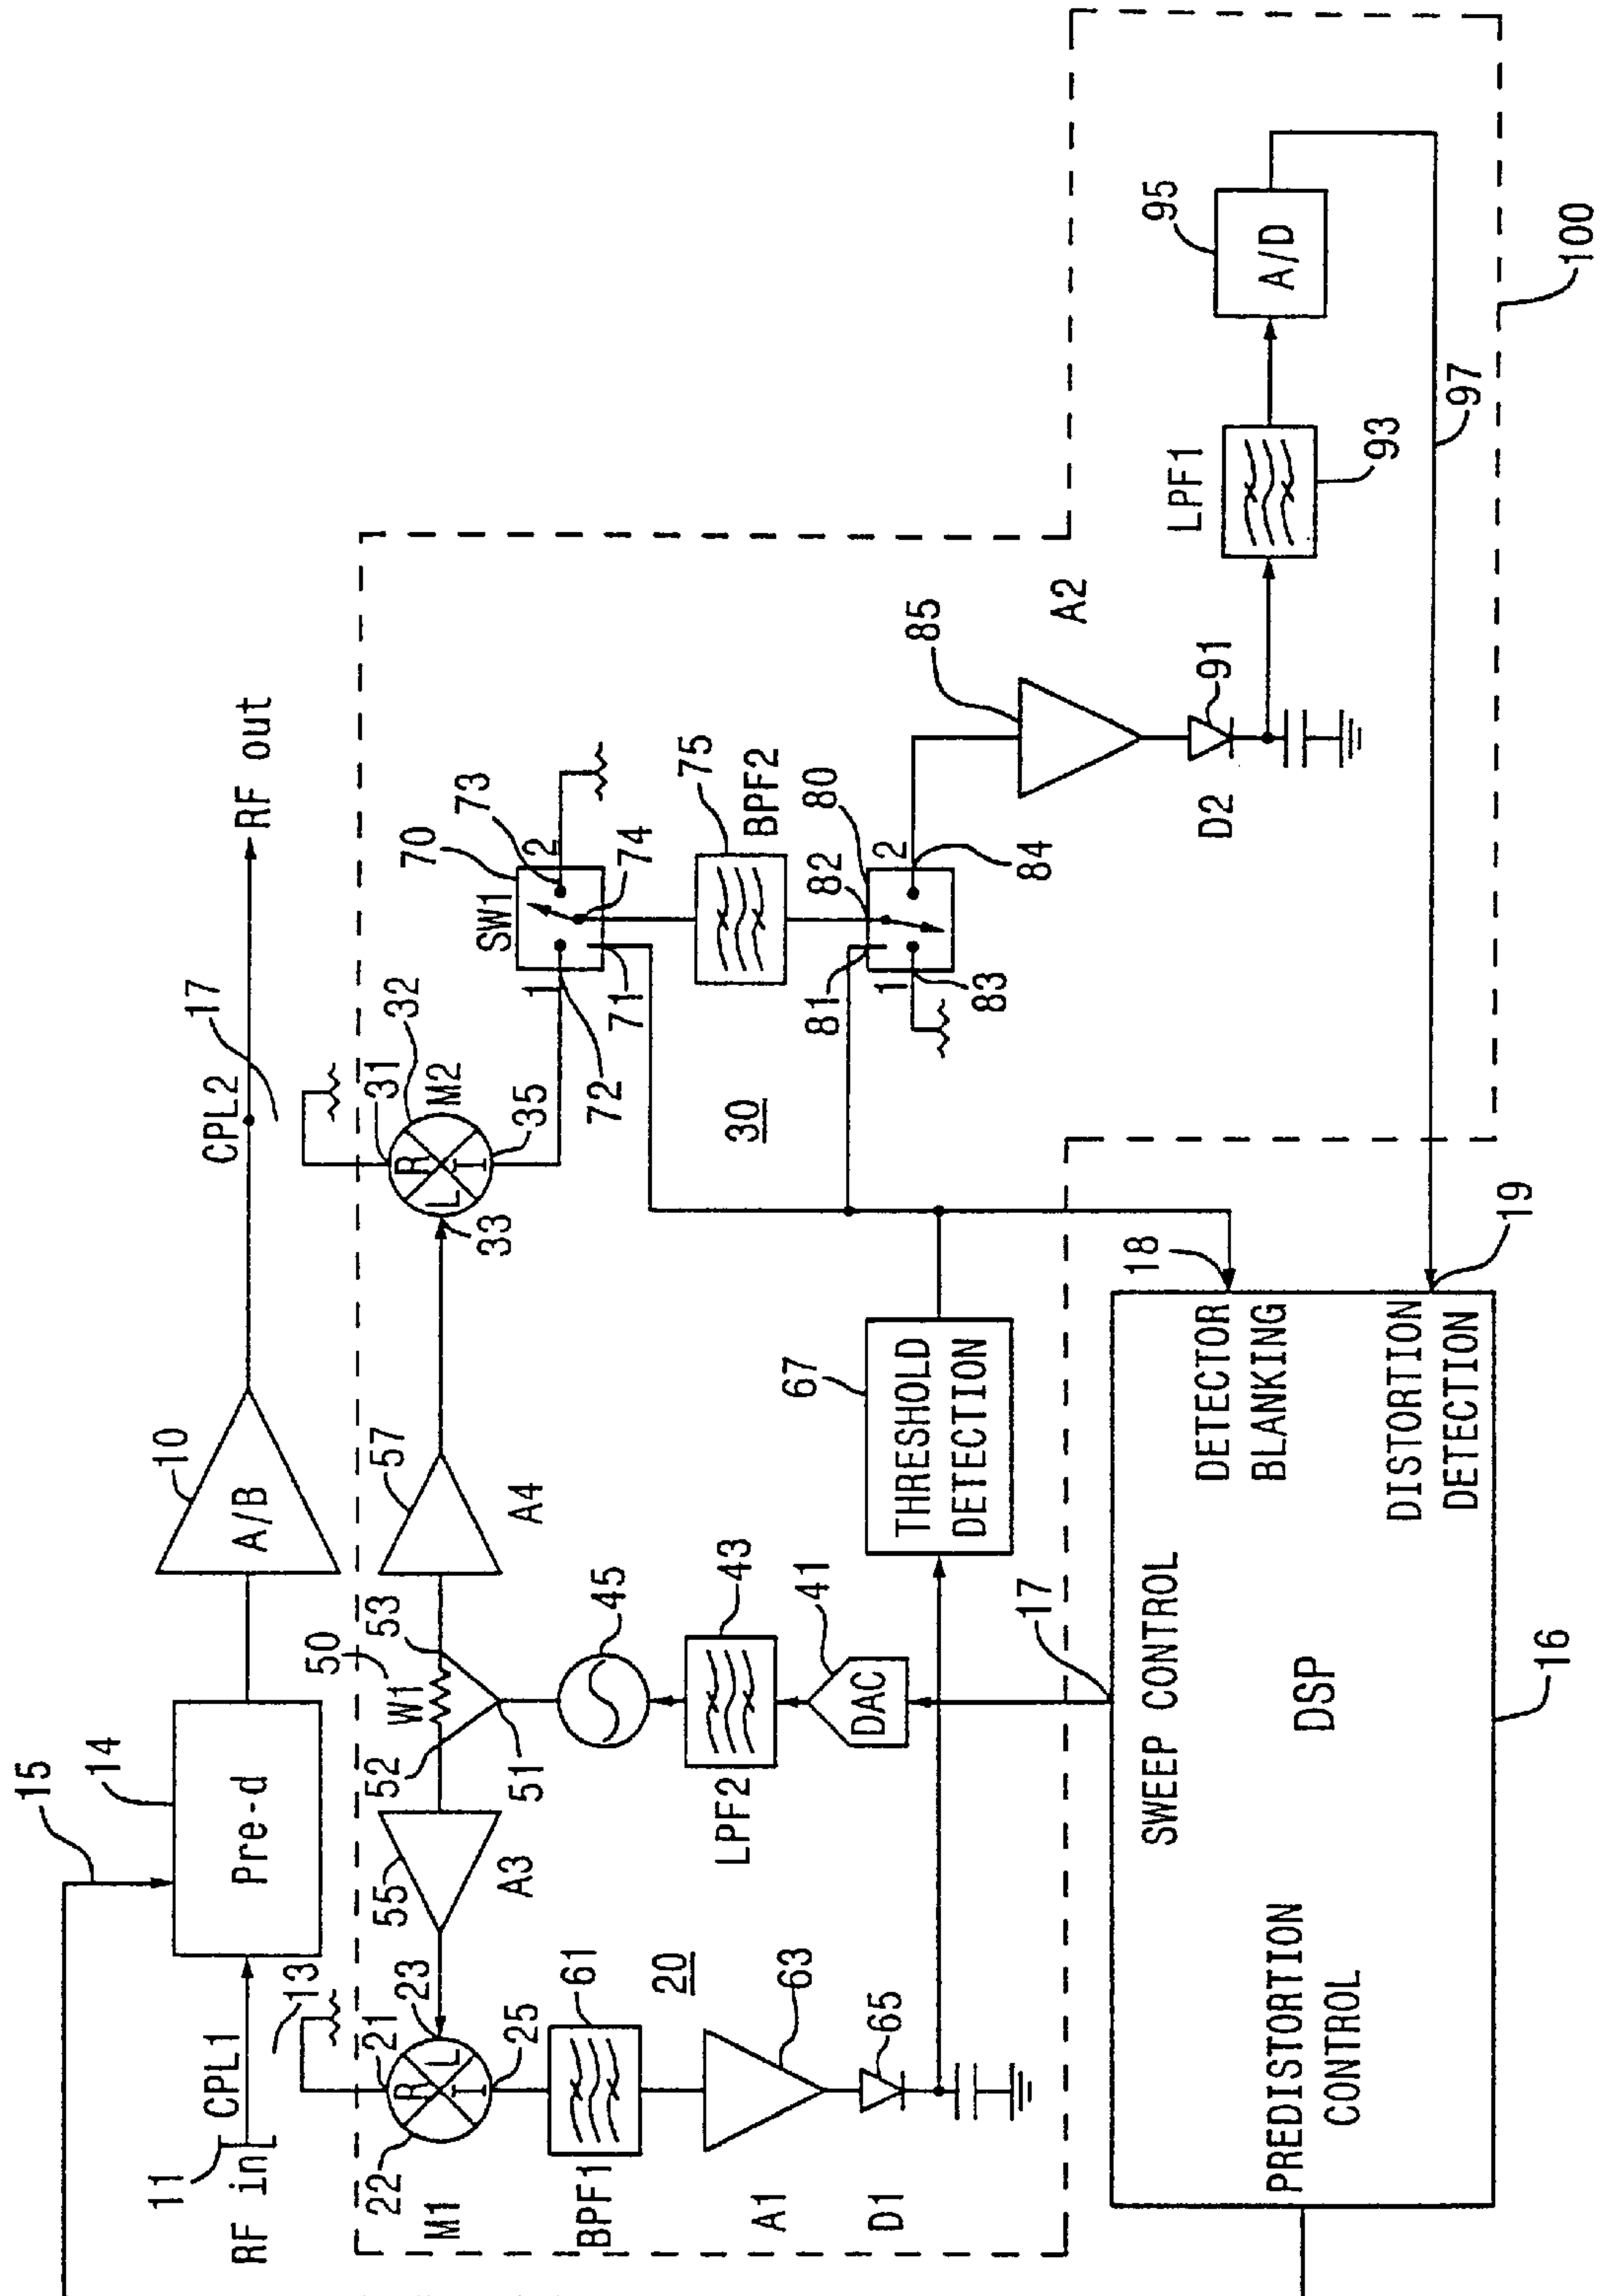 15
14
Pre-d
10
A/B
CPL2
17
RF out
11
CPL1
13
RF in
21
22
R
L
I
23
25
M1
55
A3
52
50
W1
53
51
57
A4
33
31
32
R
L
I
M2
35
SW1
70
73
1
2
72
71
74
75
BPF2
30
80
81
82
1
2
83
84
85
A2
61
BPF1
20
63
A1
65
D1
45
43
LPF2
41
DAC
67
THRESHOLD
DETECTION
91
D2
LPF1
93
95
A/D
97
100
17
18
19
SWEEP CONTROL
DETECTOR
BLANKING
DISTORTION
DETECTION
DSP
PREDISTORTION
CONTROL
16